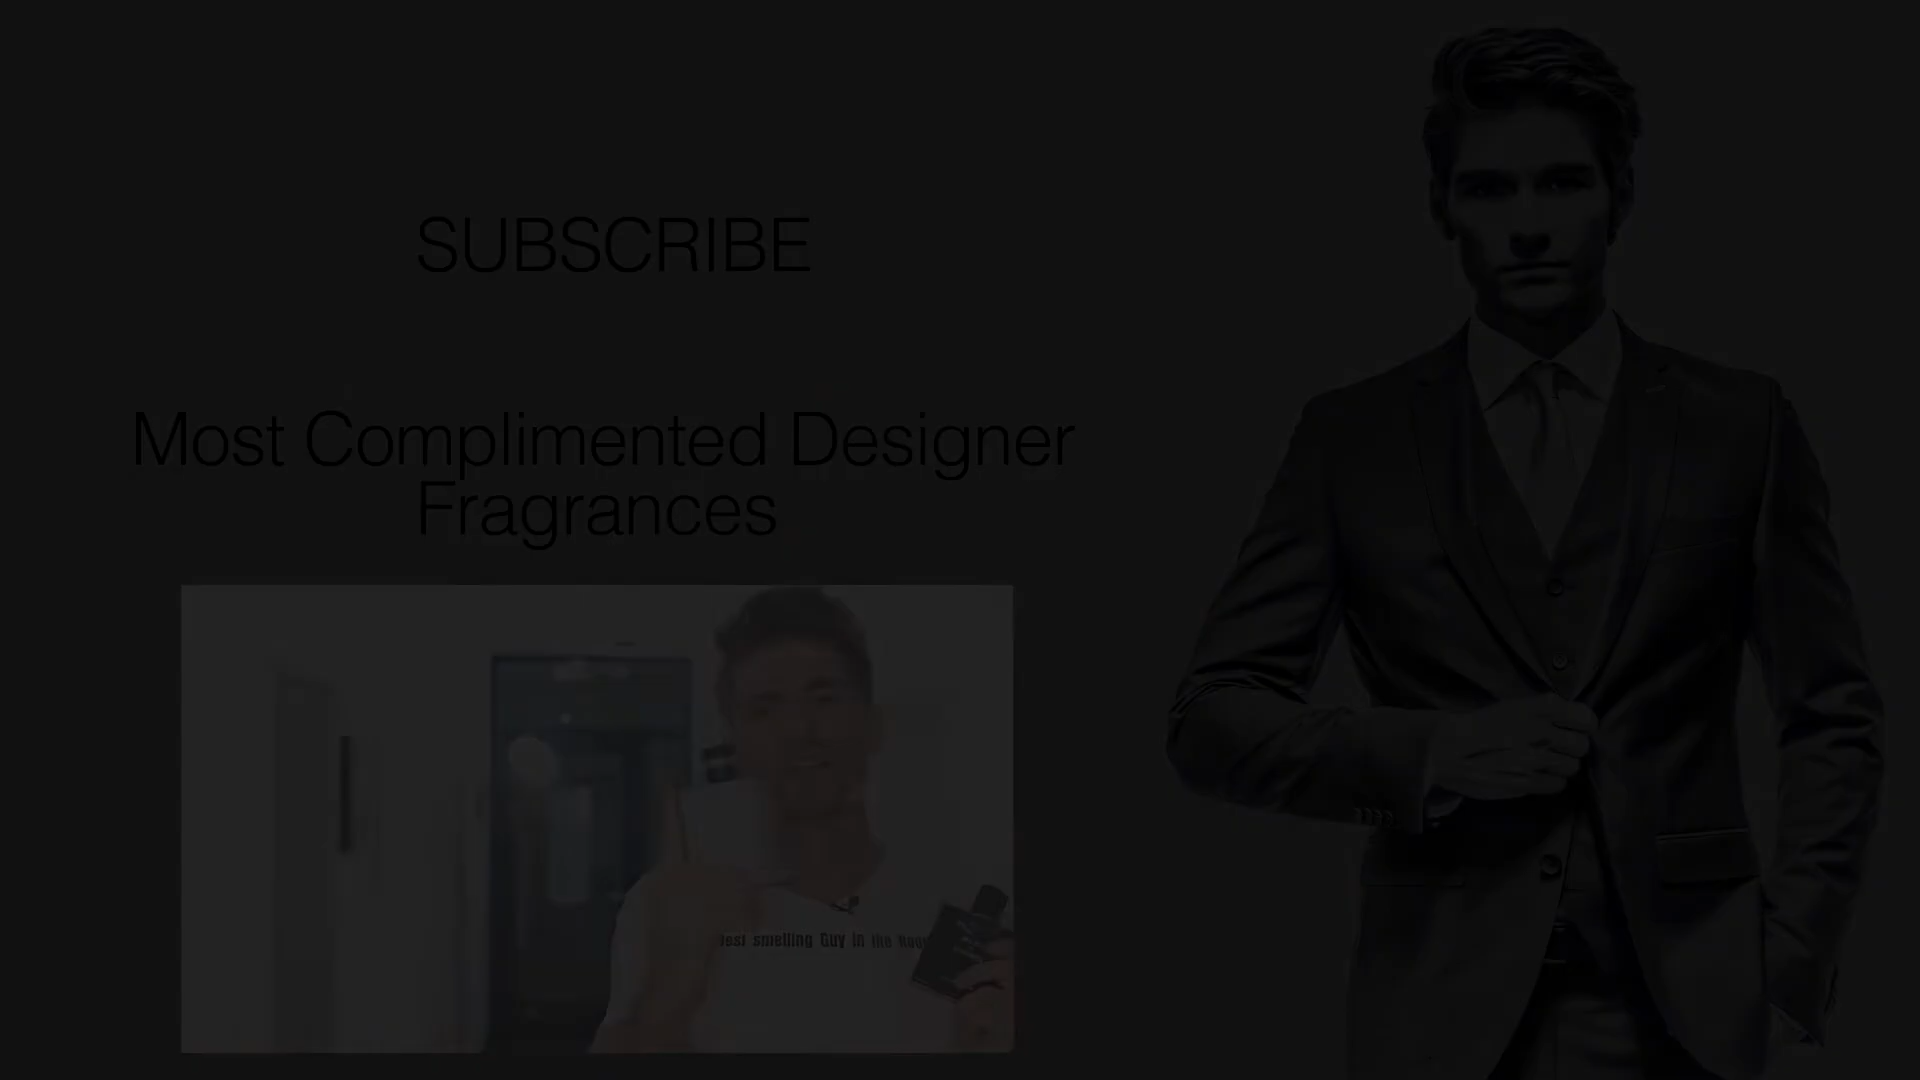 SUBSCRIBE
Most Complimented Designer
Fragrances
smelling Guy in the